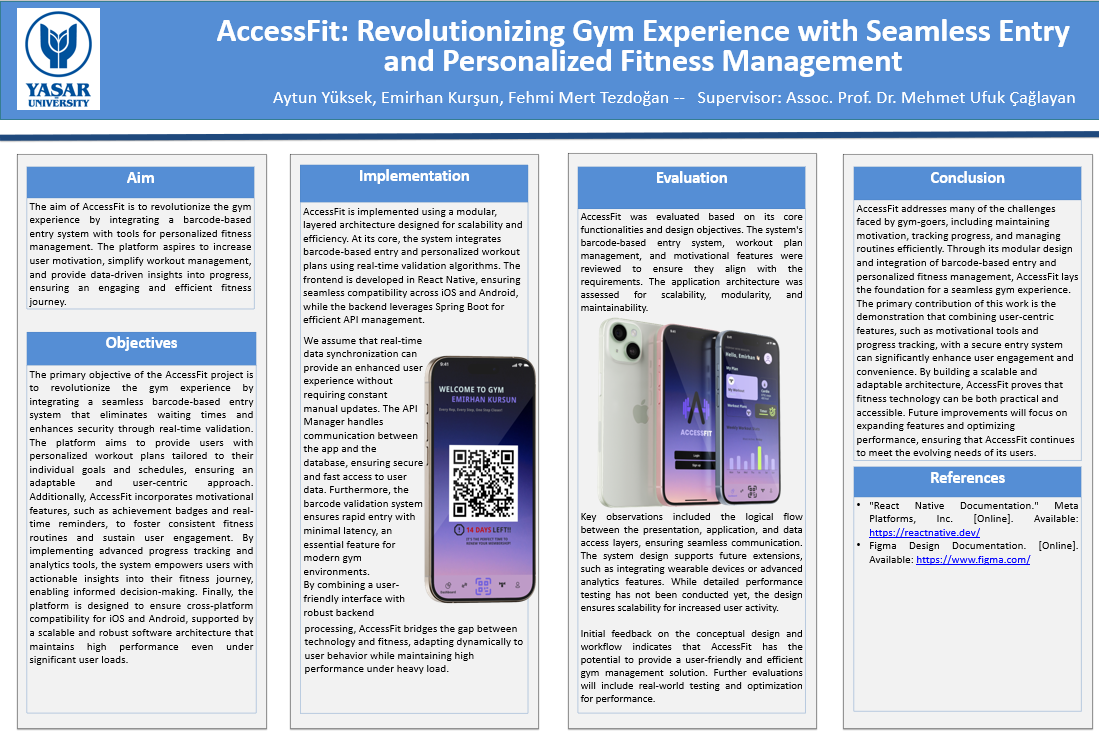 YAŞAR
UNIVERSITY
AccessFit: Revolutionizing Gym Experience with Seamless Entry
and Personalized Fitness Management
Aytun Yüksek, Emirhan Kurşun, Fehmi Mert Tezdoğan -- Supervisor: Assoc. Prof. Dr. Mehmet Ufuk Çağlayan
Aim
The aim of AccessFit is to revolutionize the gym
experience by integrating a barcode-based
entry system with tools for personalized fitness
management. The platform aspires to increase
user motivation, simplify workout management,
and provide data-driven insights into progress,
ensuring an engaging and efficient fitness
journey.
Objectives
The primary objective of the AccessFit project is
to revolutionize the gym experience by
integrating a seamless barcode-based entry
system that eliminates waiting times and
enhances security through real-time validation.
The platform aims to provide users with
personalized workout plans tailored to their
individual goals and schedules, ensuring an
adaptable and user-centric approach.
Additionally, AccessFit incorporates motivational
features, such as achievement badges and real-
time reminders, to foster consistent fitness
routines and sustain user engagement. By
implementing advanced progress tracking and
analytics tools, the system empowers users with
actionable insights into their fitness journey,
enabling informed decision-making. Finally, the
platform is designed to ensure cross-platform
compatibility for iOS and Android, supported by
a scalable and robust software architecture that
maintains high performance even under
significant user loads.
Implementation
AccessFit is implemented using a modular,
layered architecture designed for scalability and
efficiency. At its core, the system integrates
barcode-based entry and personalized workout
plans using real-time validation algorithms. The
frontend is developed in React Native, ensuring
seamless compatibility across iOS and Android,
while the backend leverages Spring Boot for
efficient API management.
We assume that real-time
data synchronization can
provide an enhanced user
experience without
requiring constant
manual updates. The API
Manager handles
communication between
the app and the
database, ensuring secure
and fast access to user
data. Furthermore, the
barcode validation system
ensures rapid entry with
minimal latency, an
essential feature for
modern gym
environments.
By combining a user-
friendly interface with
robust backend
processing, AccessFit bridges the gap between
technology and fitness, adapting dynamically to
user behavior while maintaining high
performance under heavy load.
9:41
WELCOME TO GYM
EMIRHAN KURSUN
Every Rep, Every Drop, One Step Closer!
14 DAYS LEFT!!
IT'S THE PERFECT TIME TO
RENEW YOUR MEMBERSHIP
Evaluation
AccessFit was evaluated based on its core
functionalities and design objectives. The system's
barcode-based entry system, workout plan
management, and motivational features were
reviewed to ensure they align with the
requirements. The application architecture was
assessed for scalability, modularity, and
maintainability.
ACCESSFIT
Login
Sign up
Hello, Emirhan
My Plan
Key observations included the logical flow
between the presentation, application, and data
access layers, ensuring seamless communication.
The system design supports future extensions,
such as integrating wearable devices or advanced
analytics features. While detailed performance
testing has not been conducted yet, the design
ensures scalability for increased user activity.
Initial feedback on the conceptual design and
workflow indicates that AccessFit has the
potential to provide a user-friendly and efficient
gym management solution. Further evaluations
will include real-world testing and optimization
for performance.
Conclusion
AccessFit addresses many of the challenges
faced by gym-goers, including maintaining
motivation, tracking progress, and managing
routines efficiently. Through its modular design
and integration of barcode-based entry and
personalized fitness management, AccessFit lays
the foundation for a seamless gym experience.
The primary contribution of this work is the
demonstration that combining user-centric
features, such as motivational tools and
progress tracking, with a secure entry system
can significantly enhance user engagement and
convenience. By building a scalable and
adaptable architecture, AccessFit proves that
fitness technology can be both practical and
accessible. Future improvements will focus on
expanding features and optimizing
performance, ensuring that AccessFit continues
to meet the evolving needs of its users.
References
• "React Native Documentation." Meta
Platforms, Inc. [Online]. Available:
https://reactnative.dev/
• Figma Design Documentation. [Online].
Available: https://www.figma.com/